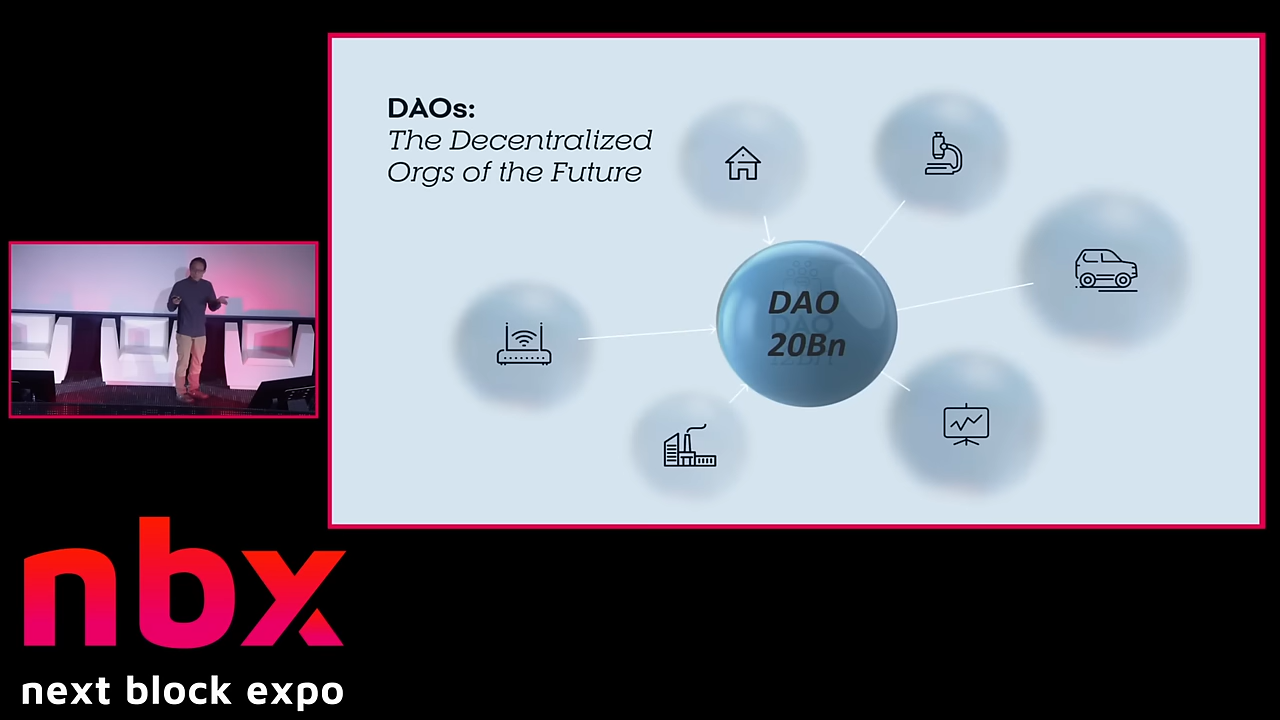 DAOs:
The Decentralized
Orgs of the Future
DAO
20Bn
nbx
next block expo